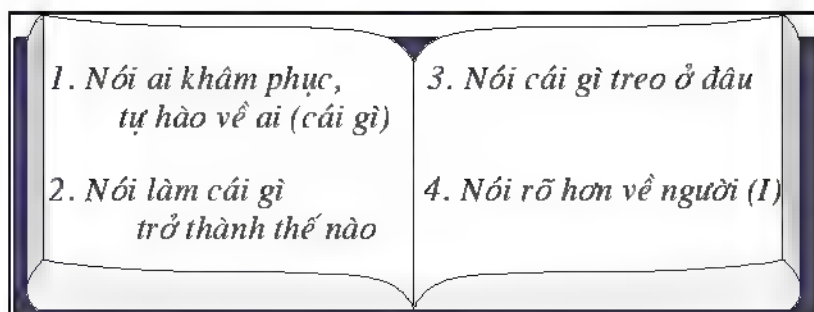 1. Nói ai khâm phục,
tự hào về ai (cái gì)
2. Nói làm cái gì
trở thành thế nào
3. Nói cái gì treo ở đâu
4. Nói rõ hơn về người (I)